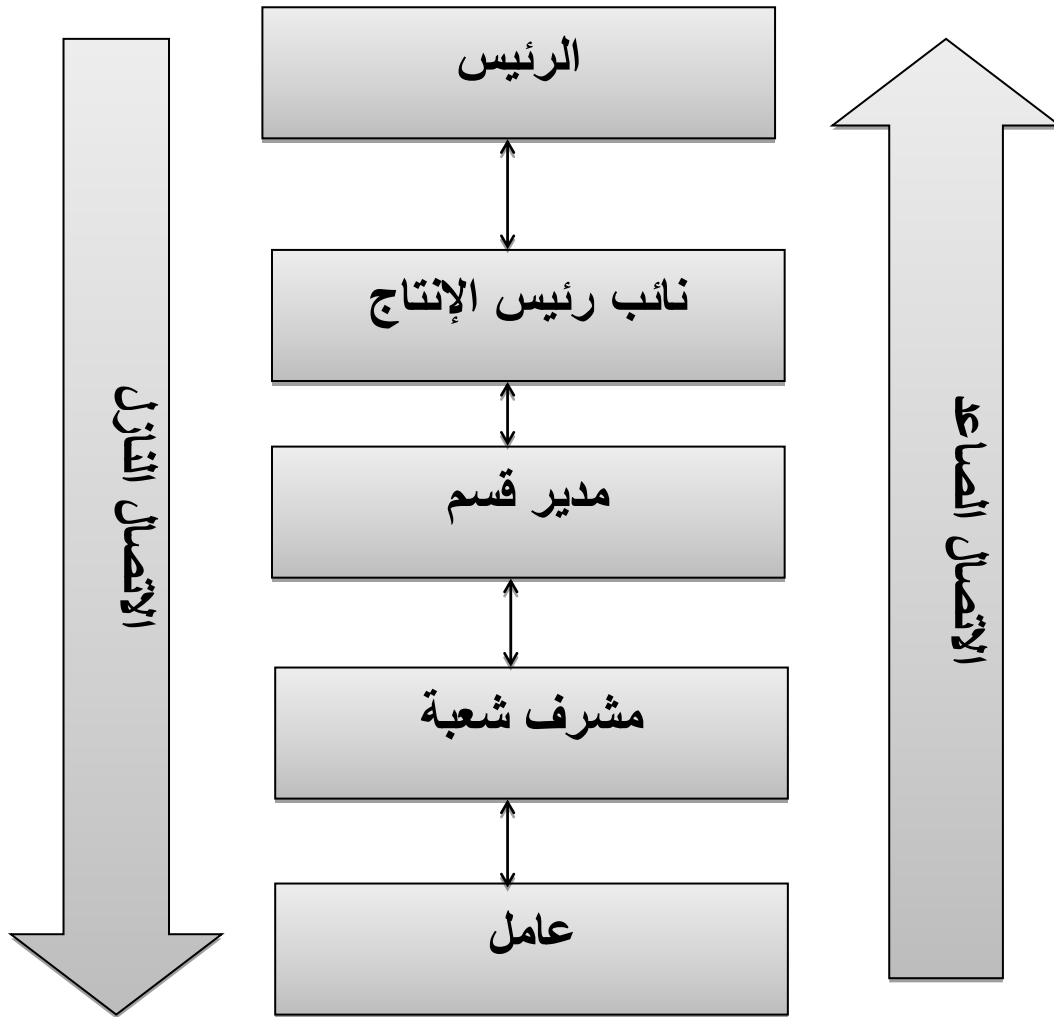 الرئيس
نائب رئيس الإنتاج
مدير قسم
مشرف شعبة
عامل
الاتصال الصاعد
الاتصال النازل